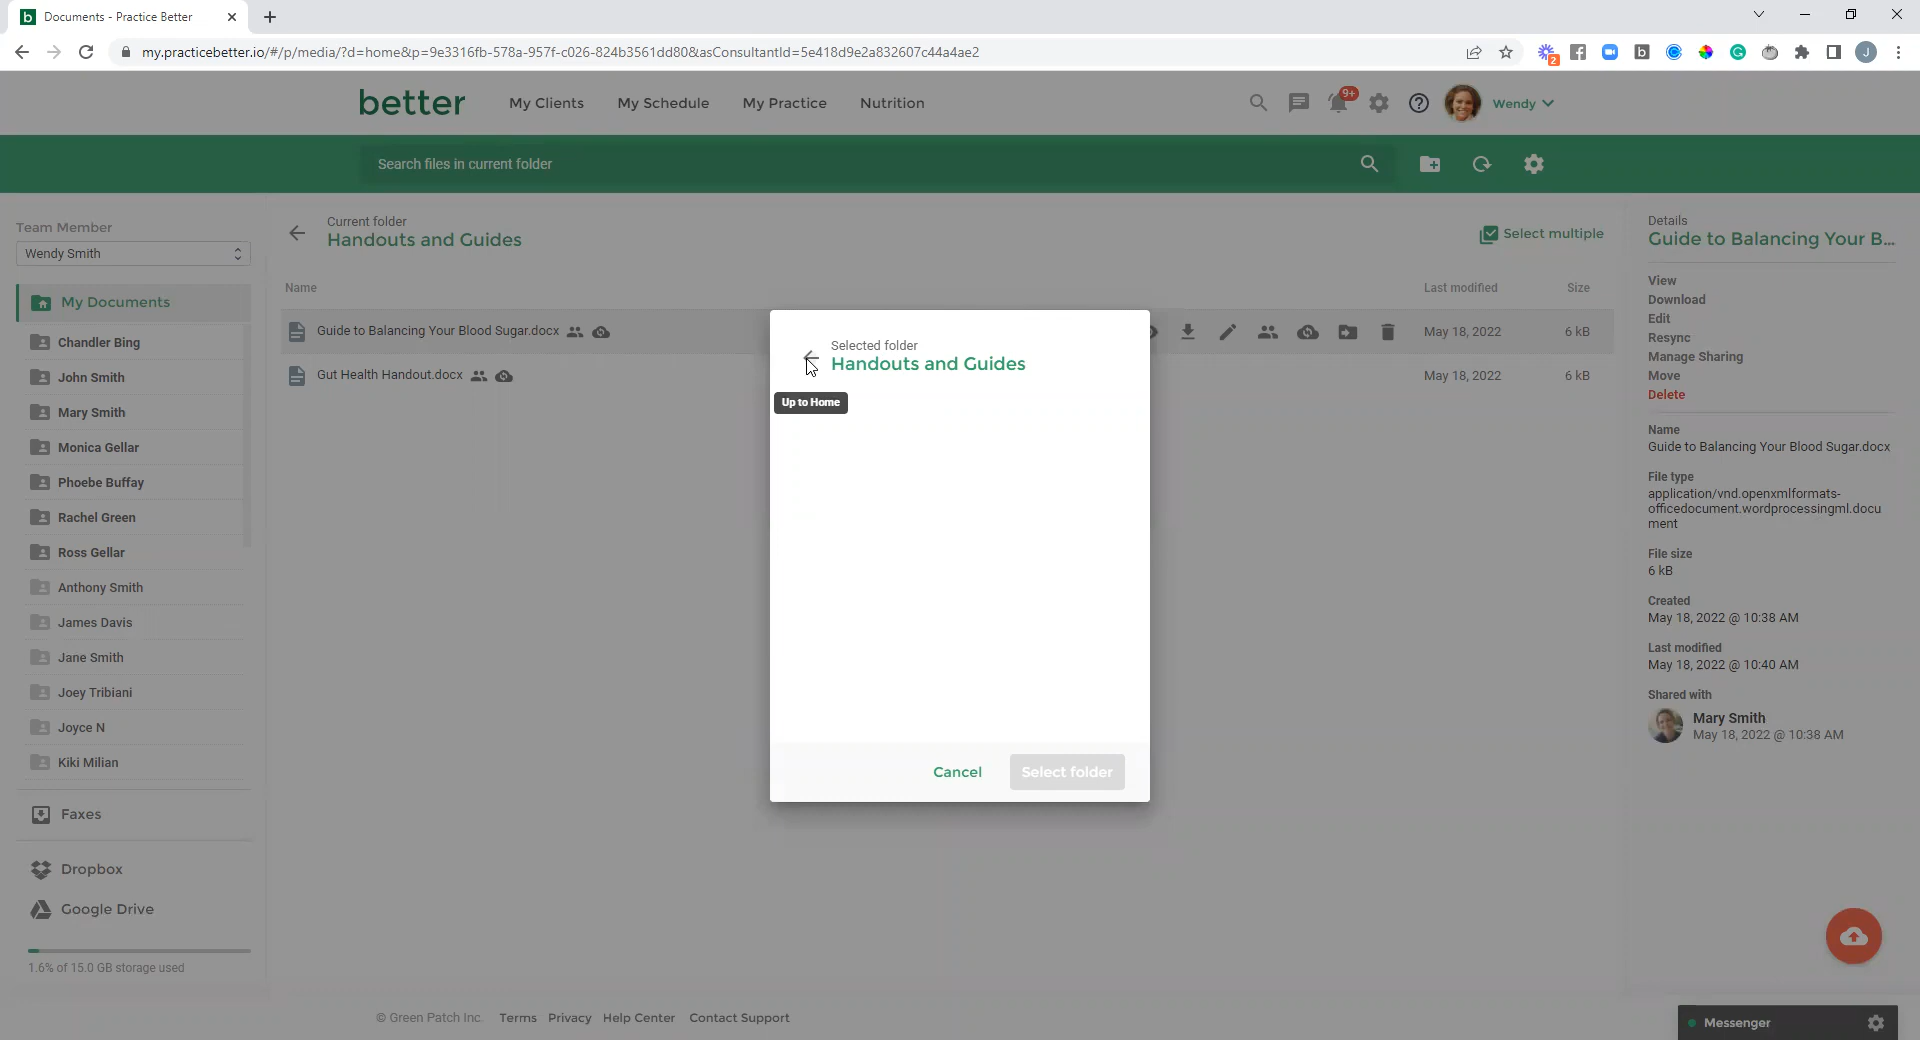 Documents - Practice Better
my.practicebetter.io/#/p/media/?d=home&p=9e3316fb-578a-957f-c026-824b3561dd80&asConsultantId=5e418d9e2a832607c44a4ae2
2
J
better
My Clients
My Schedule
My Practice
Nutrition
9+
Wendy
Search files in current folder
Team Member
Wendy Smith
My Documents
Chandler Bing
John Smith
Mary Smith
Monica Gellar
Phoebe Buffay
Rachel Green
Ross Gellar
Anthony Smith
James Davis
Jane Smith
Joey Tribiani
Joyce N
Kiki Milian
Faxes
Dropbox
Google Drive
1.6% of 15.0 GB storage used
Current folder
Handouts and Guides
Select multiple
Name
Last modified
Size
Guide to Balancing Your Blood Sugar.docx
May 18, 2022
6 kB
Gut Health Handout.docx
May 18, 2022
6 kB
Selected folder
Handouts and Guides
Up to Home
Cancel
Select folder
Details
Guide to Balancing Your B...
View
Download
Edit
Resync
Manage Sharing
Move
Delete
Name
Guide to Balancing Your Blood Sugar.docx
File type
application/vnd.openxmlformats-
officedocument.wordprocessingml.docu
ment
File size
6 kB
Created
May 18, 2022 @ 10:38 AM
Last modified
May 18, 2022 @ 10:40 AM
Shared with
Mary Smith
May 18, 2022 @ 10:38 AM
© Green Patch Inc.
Terms
Privacy
Help Center
Contact Support
Messenger